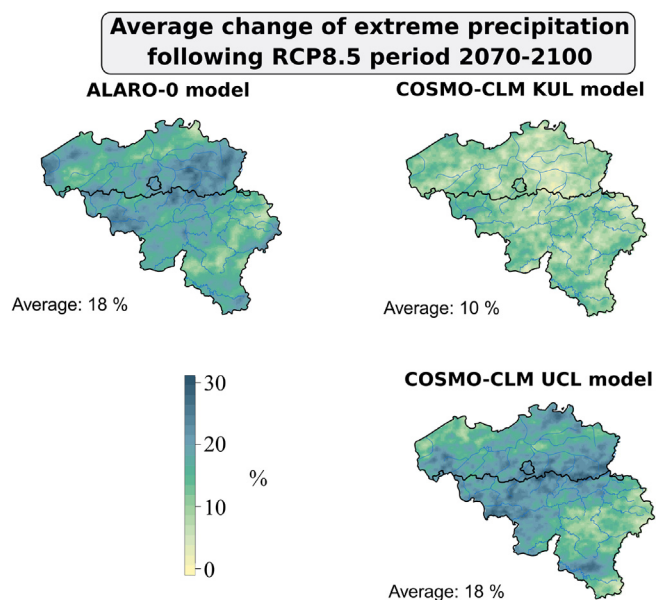 Average change of extreme precipitation
following RCP8.5 period 2070-2100
ALARO-0 model
COSMO-CLM KUL model
Average: 18 %
Average: 10 %
COSMO-CLM UCL model
30
20
%
10
0
Average: 18 %